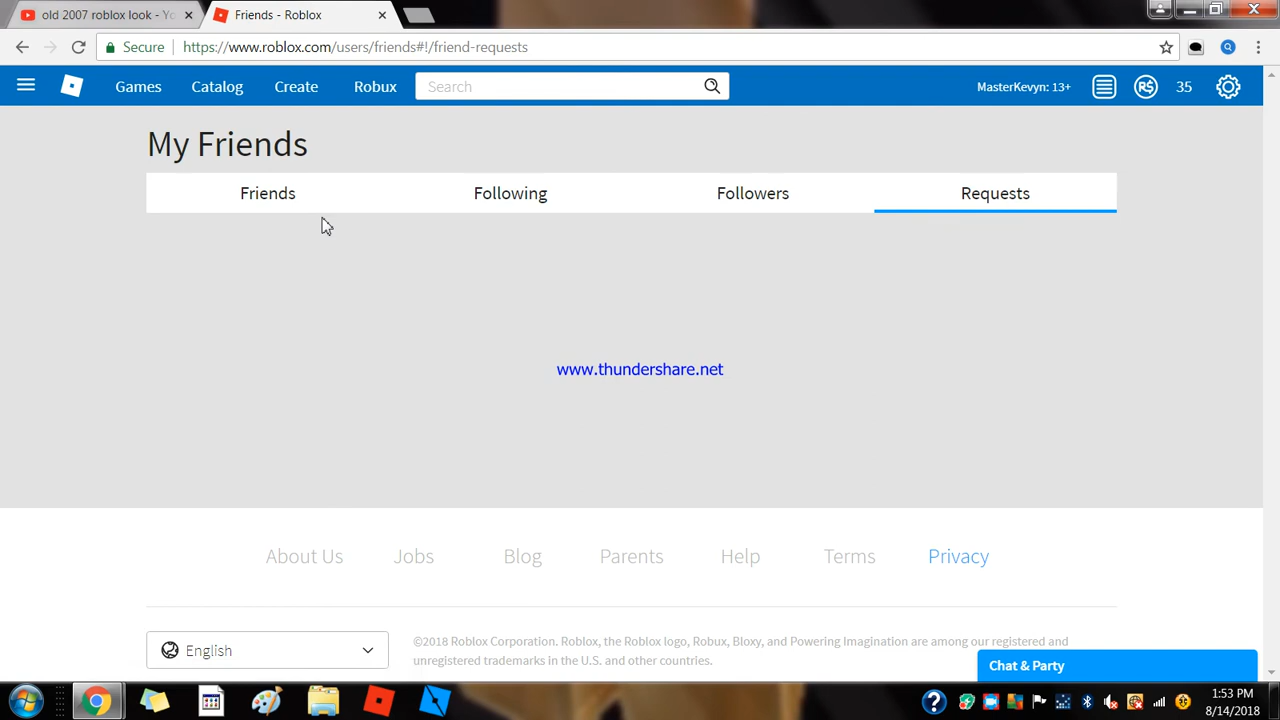 old 2007 roblox look - Yo
Friends - Roblox
Secure
https://www.roblox.com/users/friends#!/friend-requests
Games
Catalog
Create
Robux
Search
MasterKevyn: 13+
R$
35
My Friends
Friends
Following
Followers
Requests
www.thundershare.net
About Us
Jobs
Blog
Parents
Help
Terms
Privacy
English
©2018 Roblox Corporation. Roblox, the Roblox logo, Robux, Bloxy, and Powering Imagination are among our registered and
unregistered trademarks in the U.S. and other countries.
Chat & Party
1:53 PM
8/14/2018